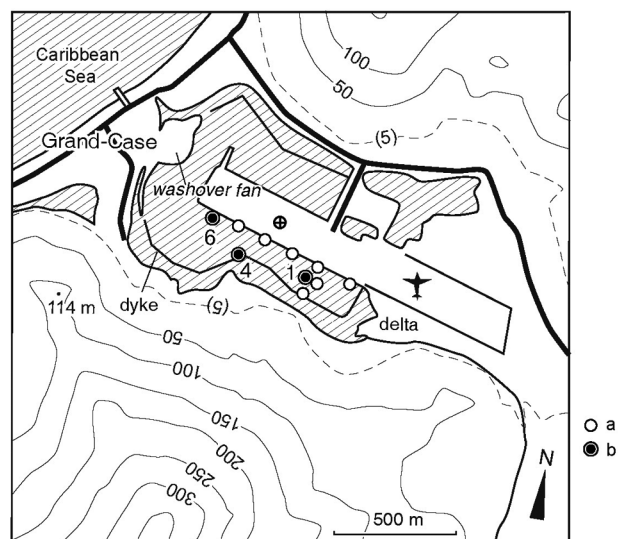 Caribbean
Sea
100
50
(5)
Grand-Case
washover fan
6
4
1
dyke
(5)
delta
114 m
50
100
150
200
250
300
a
b
N
500 m